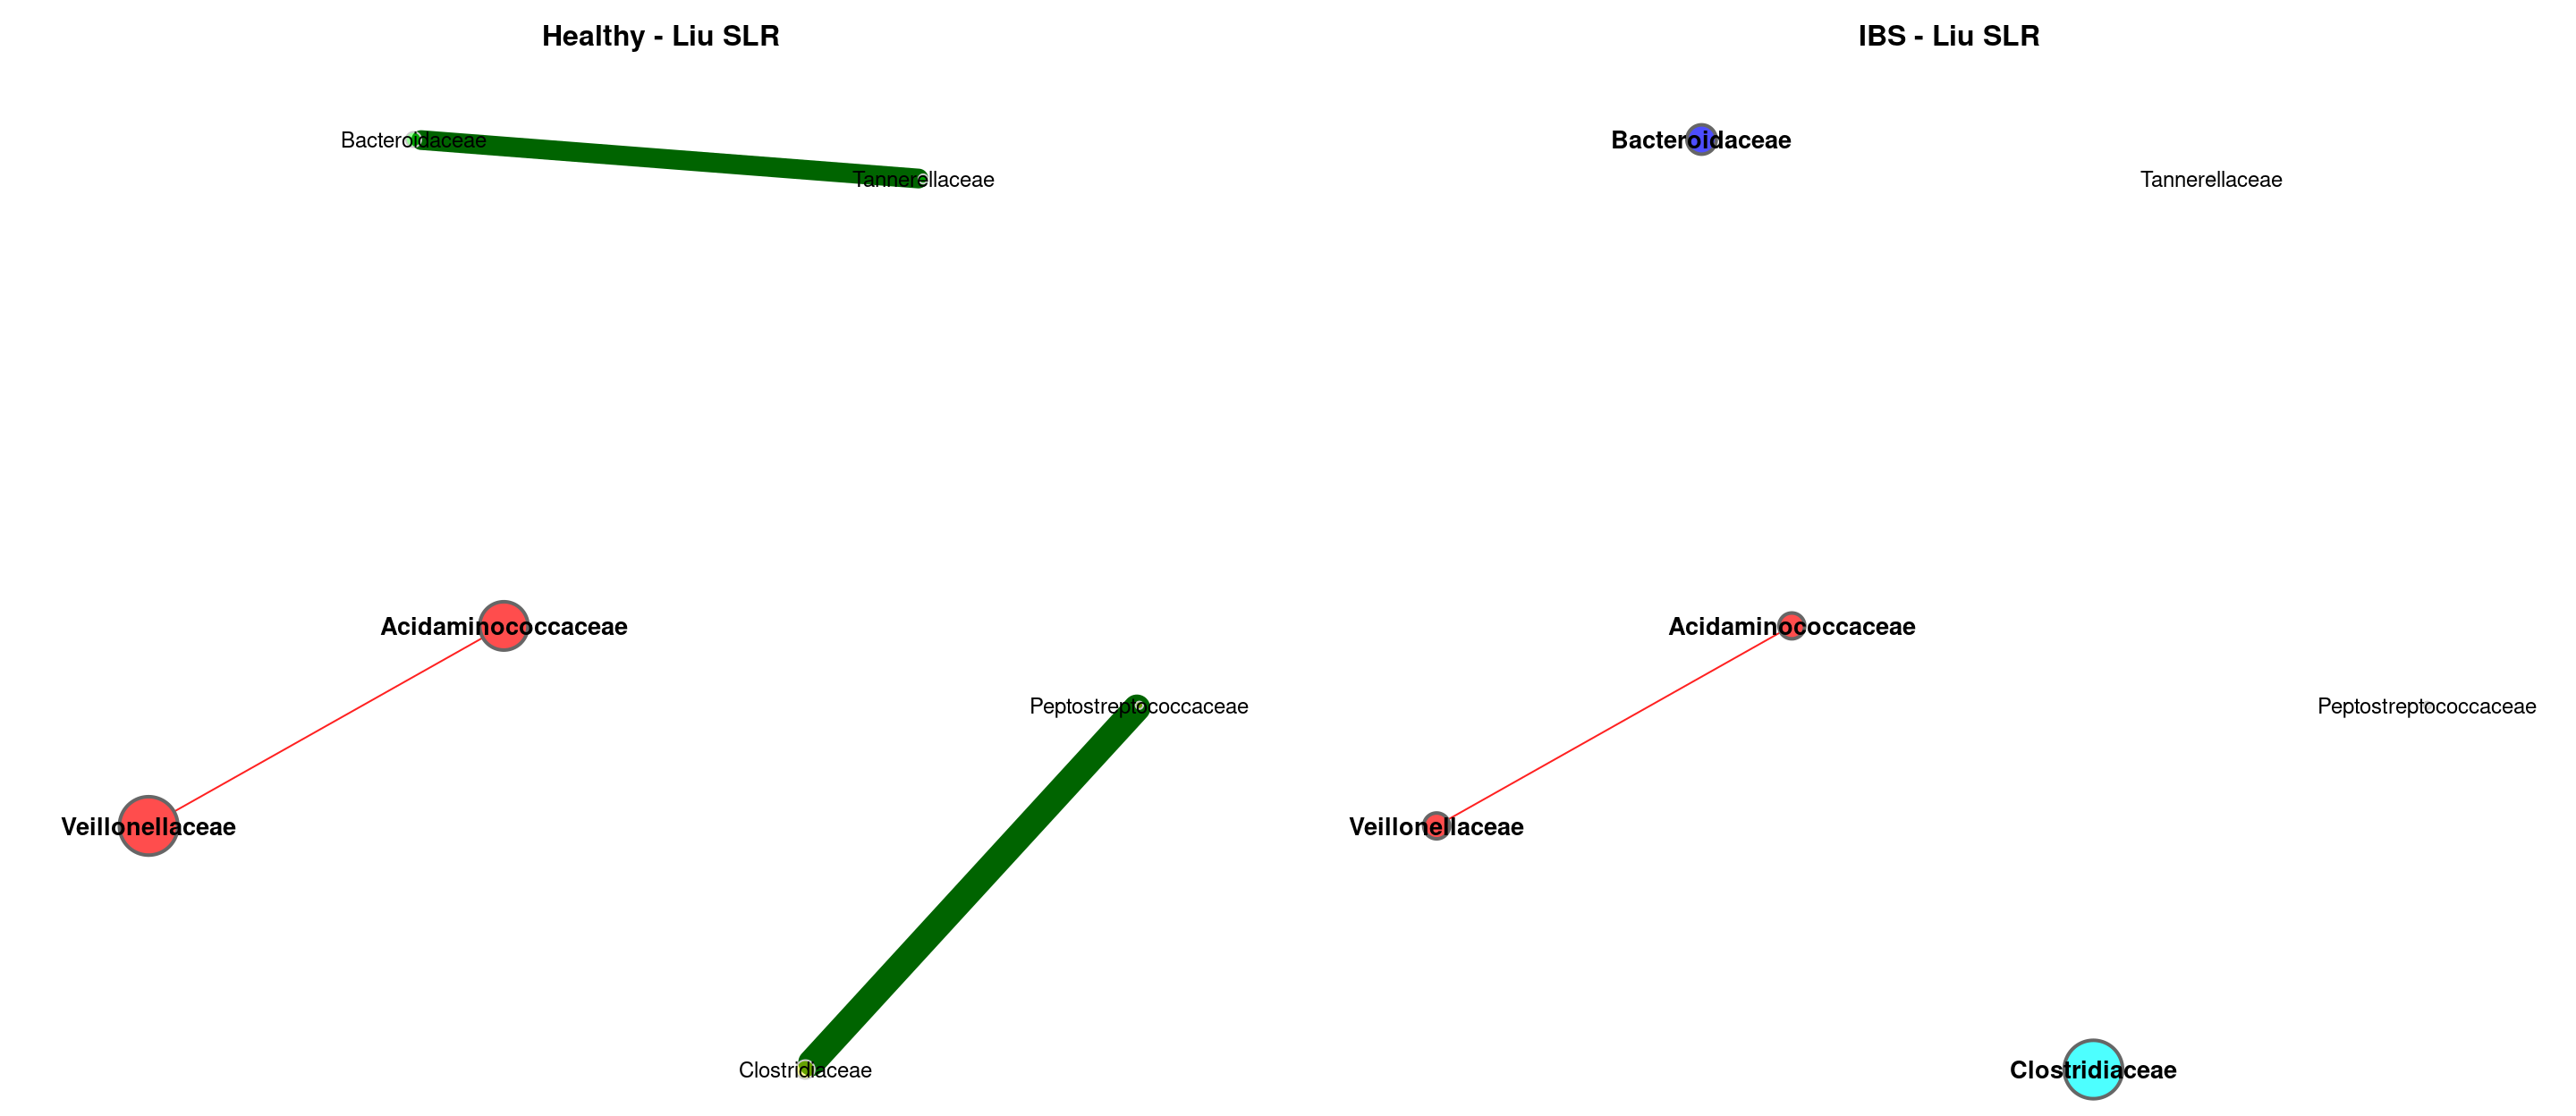 Healthy - Liu SLR
Bacteroidaceae
Tannerellaceae
Acidaminococcaceae
Peptostreptococcaceae
Veillonellaceae
Clostridiaceae
IBS - Liu SLR
Bacteroidaceae
Tannerellaceae
Acidaminococcaceae
Peptostreptococcaceae
Veillonellaceae
Clostridiaceae